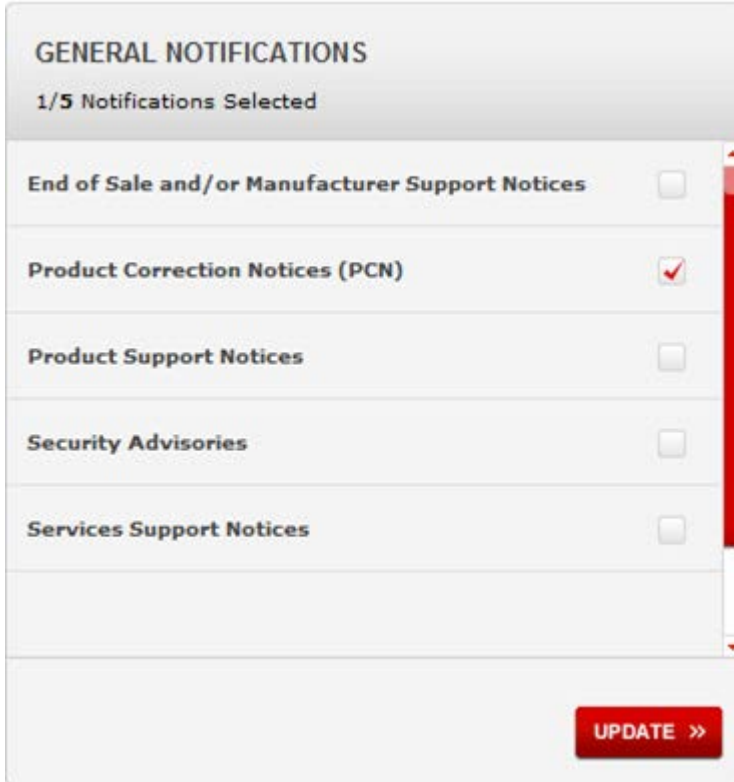 GENERAL NOTIFICATIONS
1/5 Notifications Selected
End of Sale and/or Manufacturer Support Notices
Product Correction Notices (PCN)
Product Support Notices
Security Advisories
Services Support Notices
UPDATE »